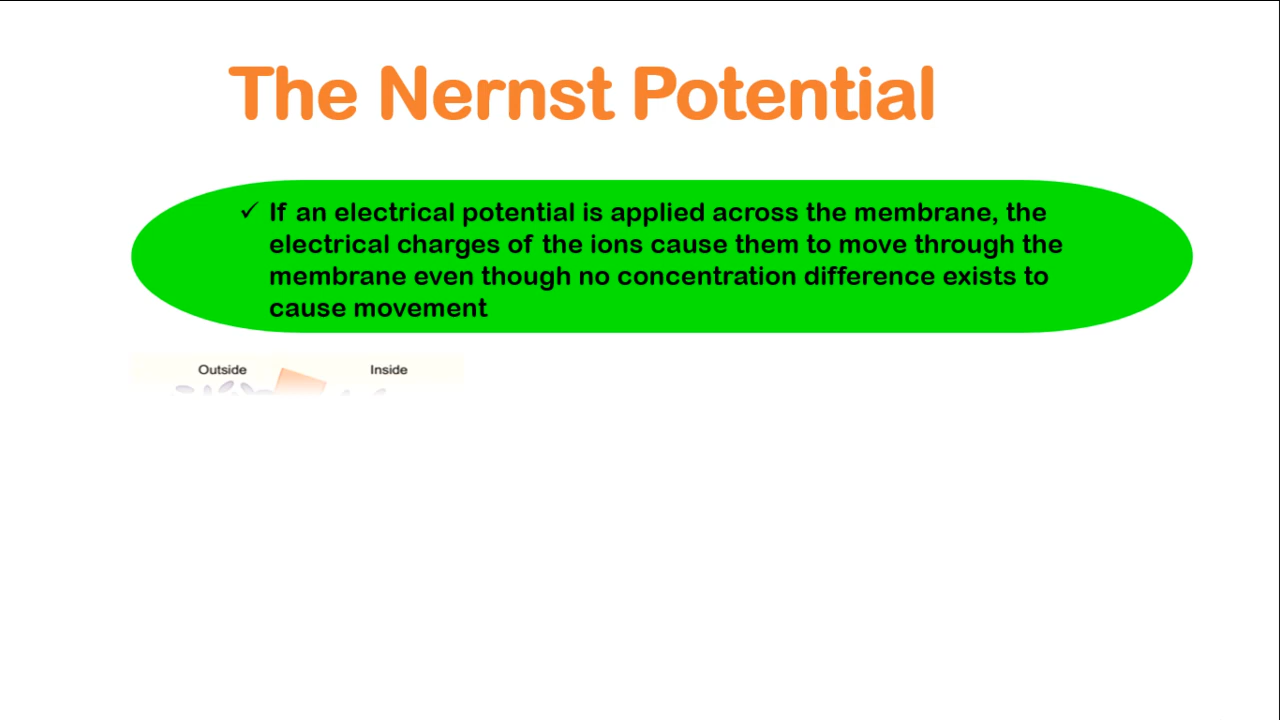 The Nernst Potential
✓ If an electrical potential is applied across the membrane, the
electrical charges of the ions cause them to move through the
membrane even though no concentration difference exists to
cause movement
Outside Inside